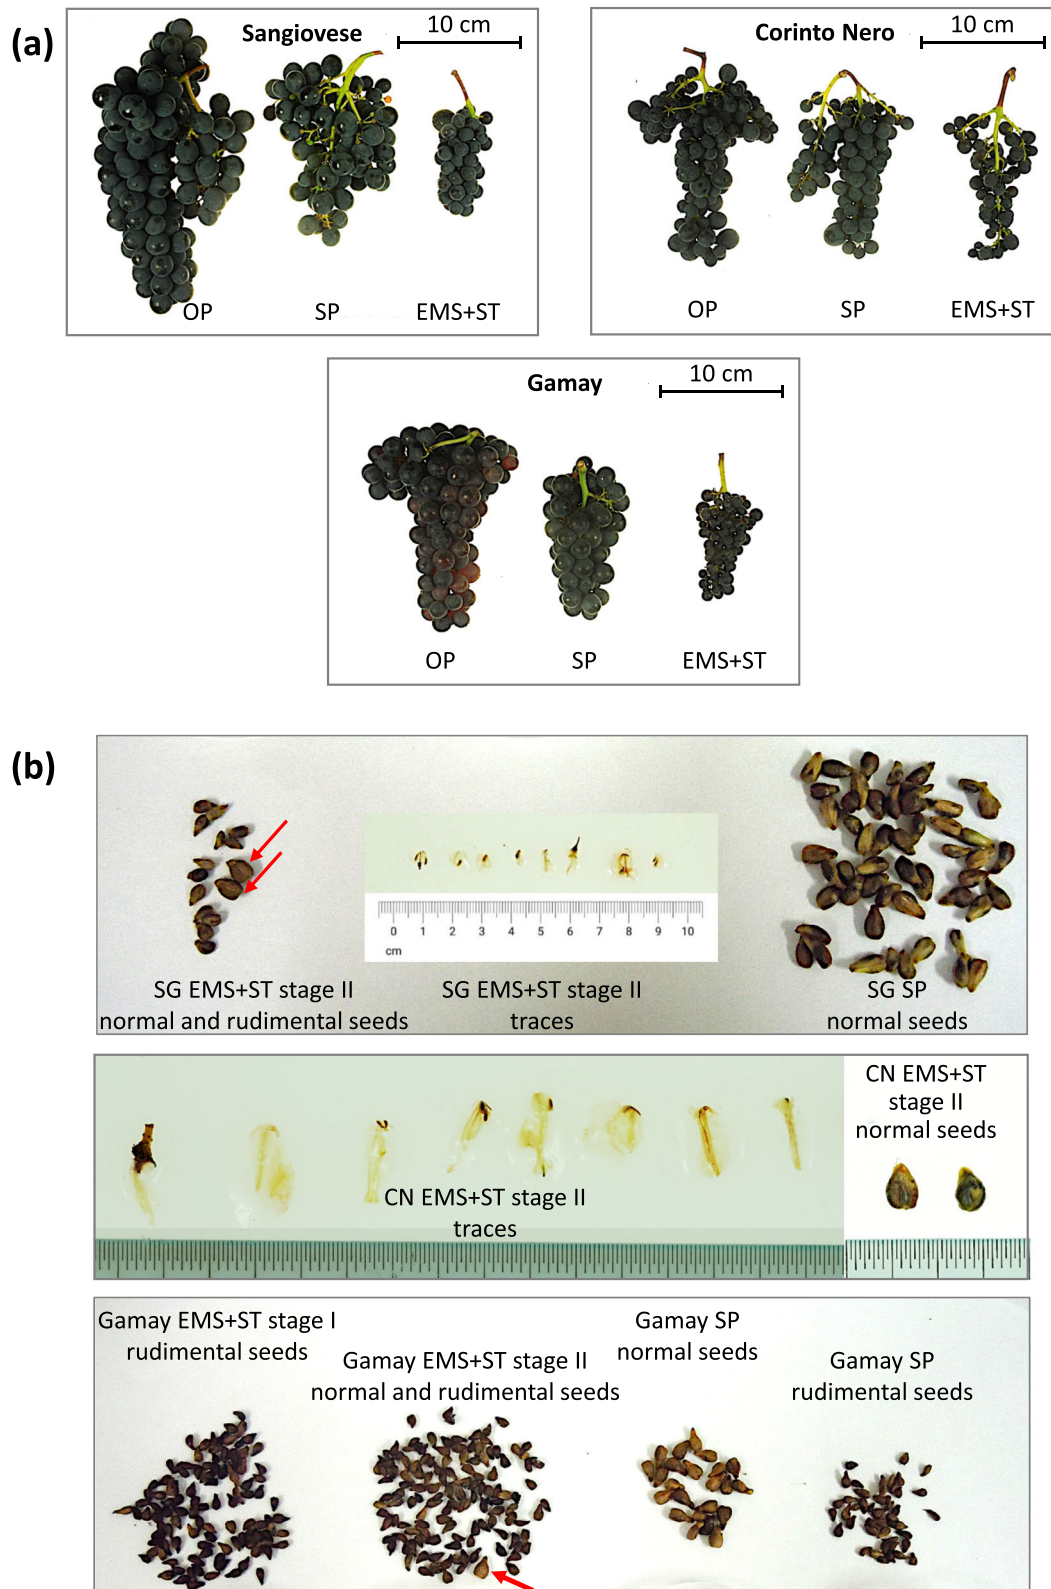 (a)
Sangiovese
10 cm
OP
SP
EMS+ST
Corinto Nero
10 cm
OP
SP
EMS+ST
Gamay
10 cm
OP
SP
EMS+ST
(b)
0 1 2 3 4 5 6 7 8 9 10
cm
SG EMS+ST stage II
normal and rudimental seeds
SG EMS+ST stage II
traces
SG SP
normal seeds
CN EMS+ST stage II
traces
CN EMS+ST
stage II
normal seeds
Gamay EMS+ST stage I
rudimental seeds
Gamay EMS+ST stage II
normal and rudimental seeds
Gamay SP
normal seeds
Gamay SP
rudimental seeds